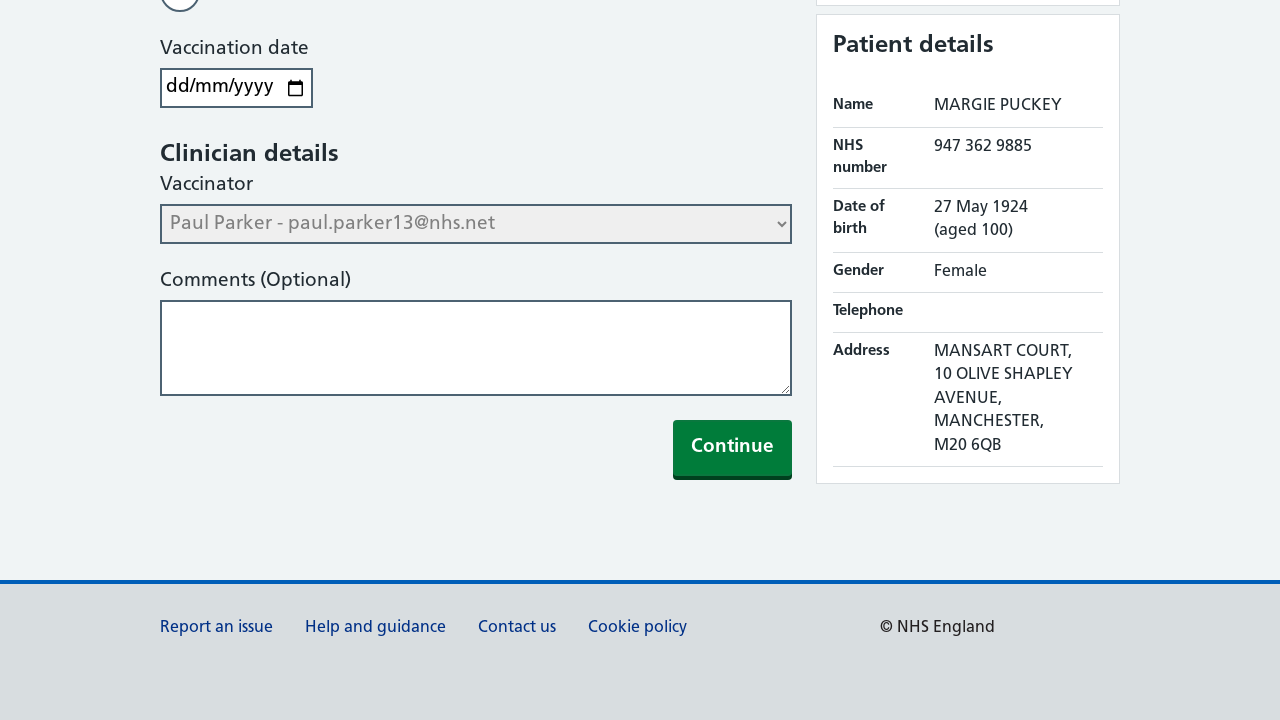 Vaccination date
dd/mm/yyyy
Clinician details
Vaccinator
Paul Parker - paul.parker13@nhs.net
Comments (Optional)
Continue
Patient details
Name MARGIE PUCKEY
NHS number 947 362 9885
Date of birth 27 May 1924
(aged 100)
Gender Female
Telephone
Address MANSART COURT,
10 OLIVE SHAPLEY
AVENUE,
MANCHESTER,
M20 6QB
Report an issue Help and guidance Contact us Cookie policy © NHS England